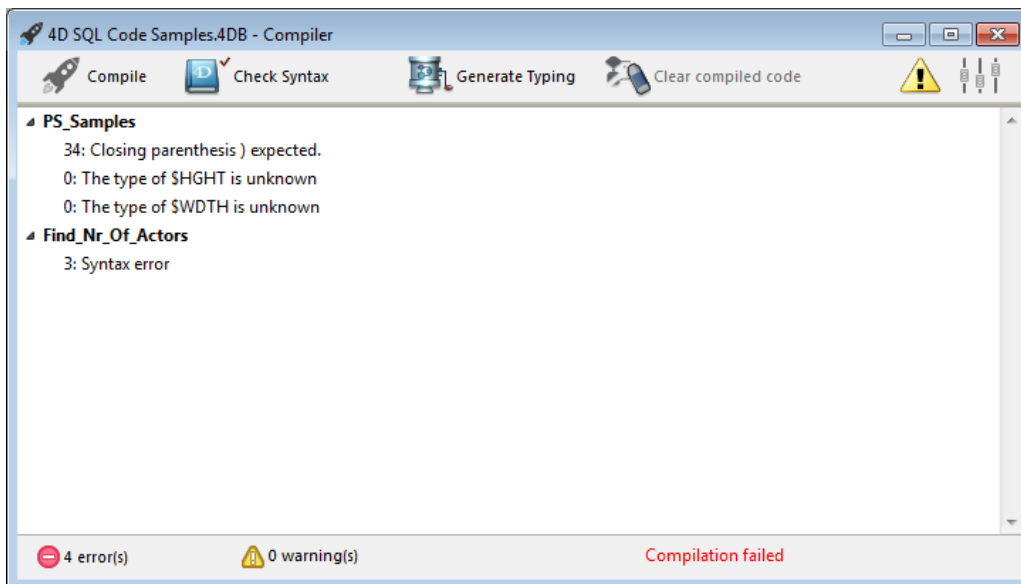 4D SQL Code Samples.4DB - Compiler
Compile Check Syntax Generate Typing Clear compiled code
PS_Samples
34: Closing parenthesis ) expected.
0: The type of $HGHT is unknown
0: The type of $WDTH is unknown
Find_Nr_Of_Actors
3: Syntax error
4 error(s) 0 warning(s) Compilation failed